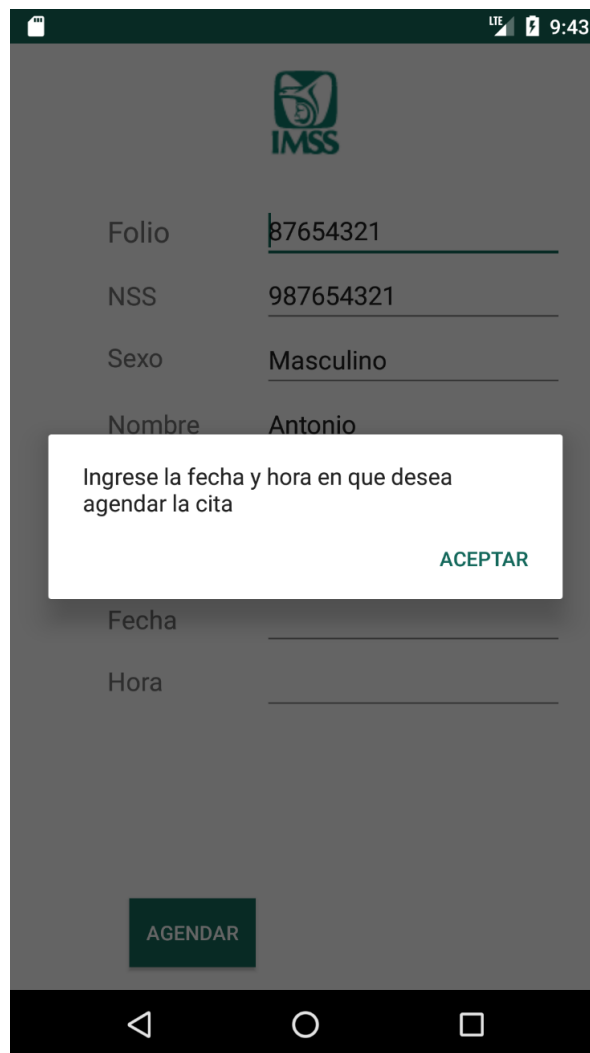 LTE 9:43
IMSS
Folio 87654321
NSS 987654321
Sexo Masculino
Nombre Antonio
Ingrese la fecha y hora en que desea
agendar la cita
ACEPTAR
Fecha
Hora
AGENDAR